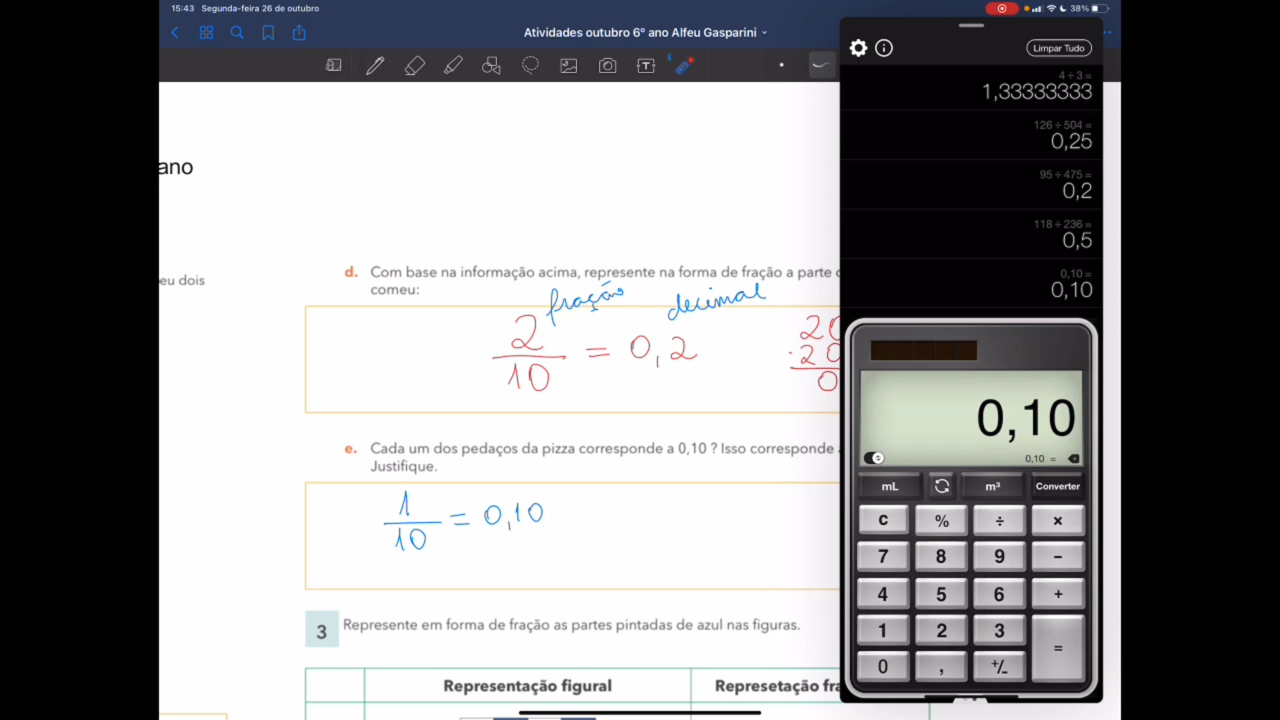 15:43 Segunda-feira 26 de outubro
38%
Atividades outubro 6º ano Alfeu Gasparini
Limpar Tudo
4 ÷ 3 =
1,33333333
126 ÷ 504 =
0,25
95 ÷ 475 =
0,2
118 ÷ 236 =
0,5
0,10 =
0,10
ano
eu dois
d. Com base na informação acima, represente na forma de fração a parte
comeu:
fração decimal
2/10 = 0,2
20
-20
0
e. Cada um dos pedaços da pizza corresponde a 0,10 ? Isso corresponde
Justifique.
1/10 = 0,10
3 Represente em forma de fração as partes pintadas de azul nas figuras.
Representação figural Represetação fra
0,10
0,10 =
mL m³ Converter
C % ÷ ×
7 8 9 −
4 5 6 +
1 2 3 =
0 , +/_